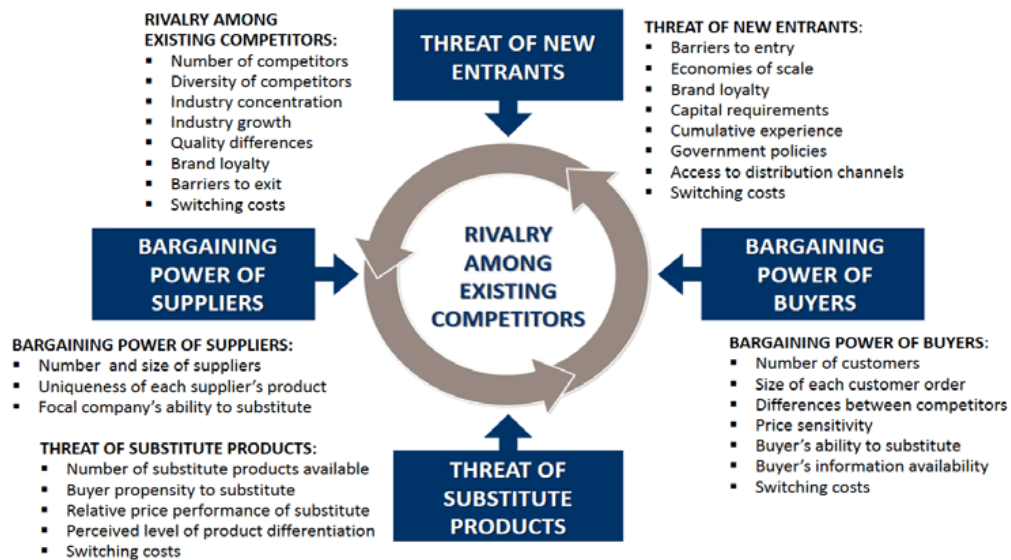 RIVALRY AMONG
EXISTING COMPETITORS:
▪ Number of competitors
▪ Diversity of competitors
▪ Industry concentration
▪ Industry growth
▪ Quality differences
▪ Brand loyalty
▪ Barriers to exit
▪ Switching costs
THREAT OF NEW
ENTRANTS
THREAT OF NEW ENTRANTS:
▪ Barriers to entry
▪ Economies of scale
▪ Brand loyalty
▪ Capital requirements
▪ Cumulative experience
▪ Government policies
▪ Access to distribution channels
▪ Switching costs
BARGAINING
POWER OF
SUPPLIERS
RIVALRY
AMONG
EXISTING
COMPETITORS
BARGAINING
POWER OF
BUYERS
BARGAINING POWER OF SUPPLIERS:
▪ Number and size of suppliers
▪ Uniqueness of each supplier's product
▪ Focal company's ability to substitute
BARGAINING POWER OF BUYERS:
▪ Number of customers
▪ Size of each customer order
▪ Differences between competitors
▪ Price sensitivity
▪ Buyer's ability to substitute
▪ Buyer's information availability
▪ Switching costs
THREAT OF SUBSTITUTE PRODUCTS:
▪ Number of substitute products available
▪ Buyer propensity to substitute
▪ Relative price performance of substitute
▪ Perceived level of product differentiation
▪ Switching costs
THREAT OF
SUBSTITUTE
PRODUCTS